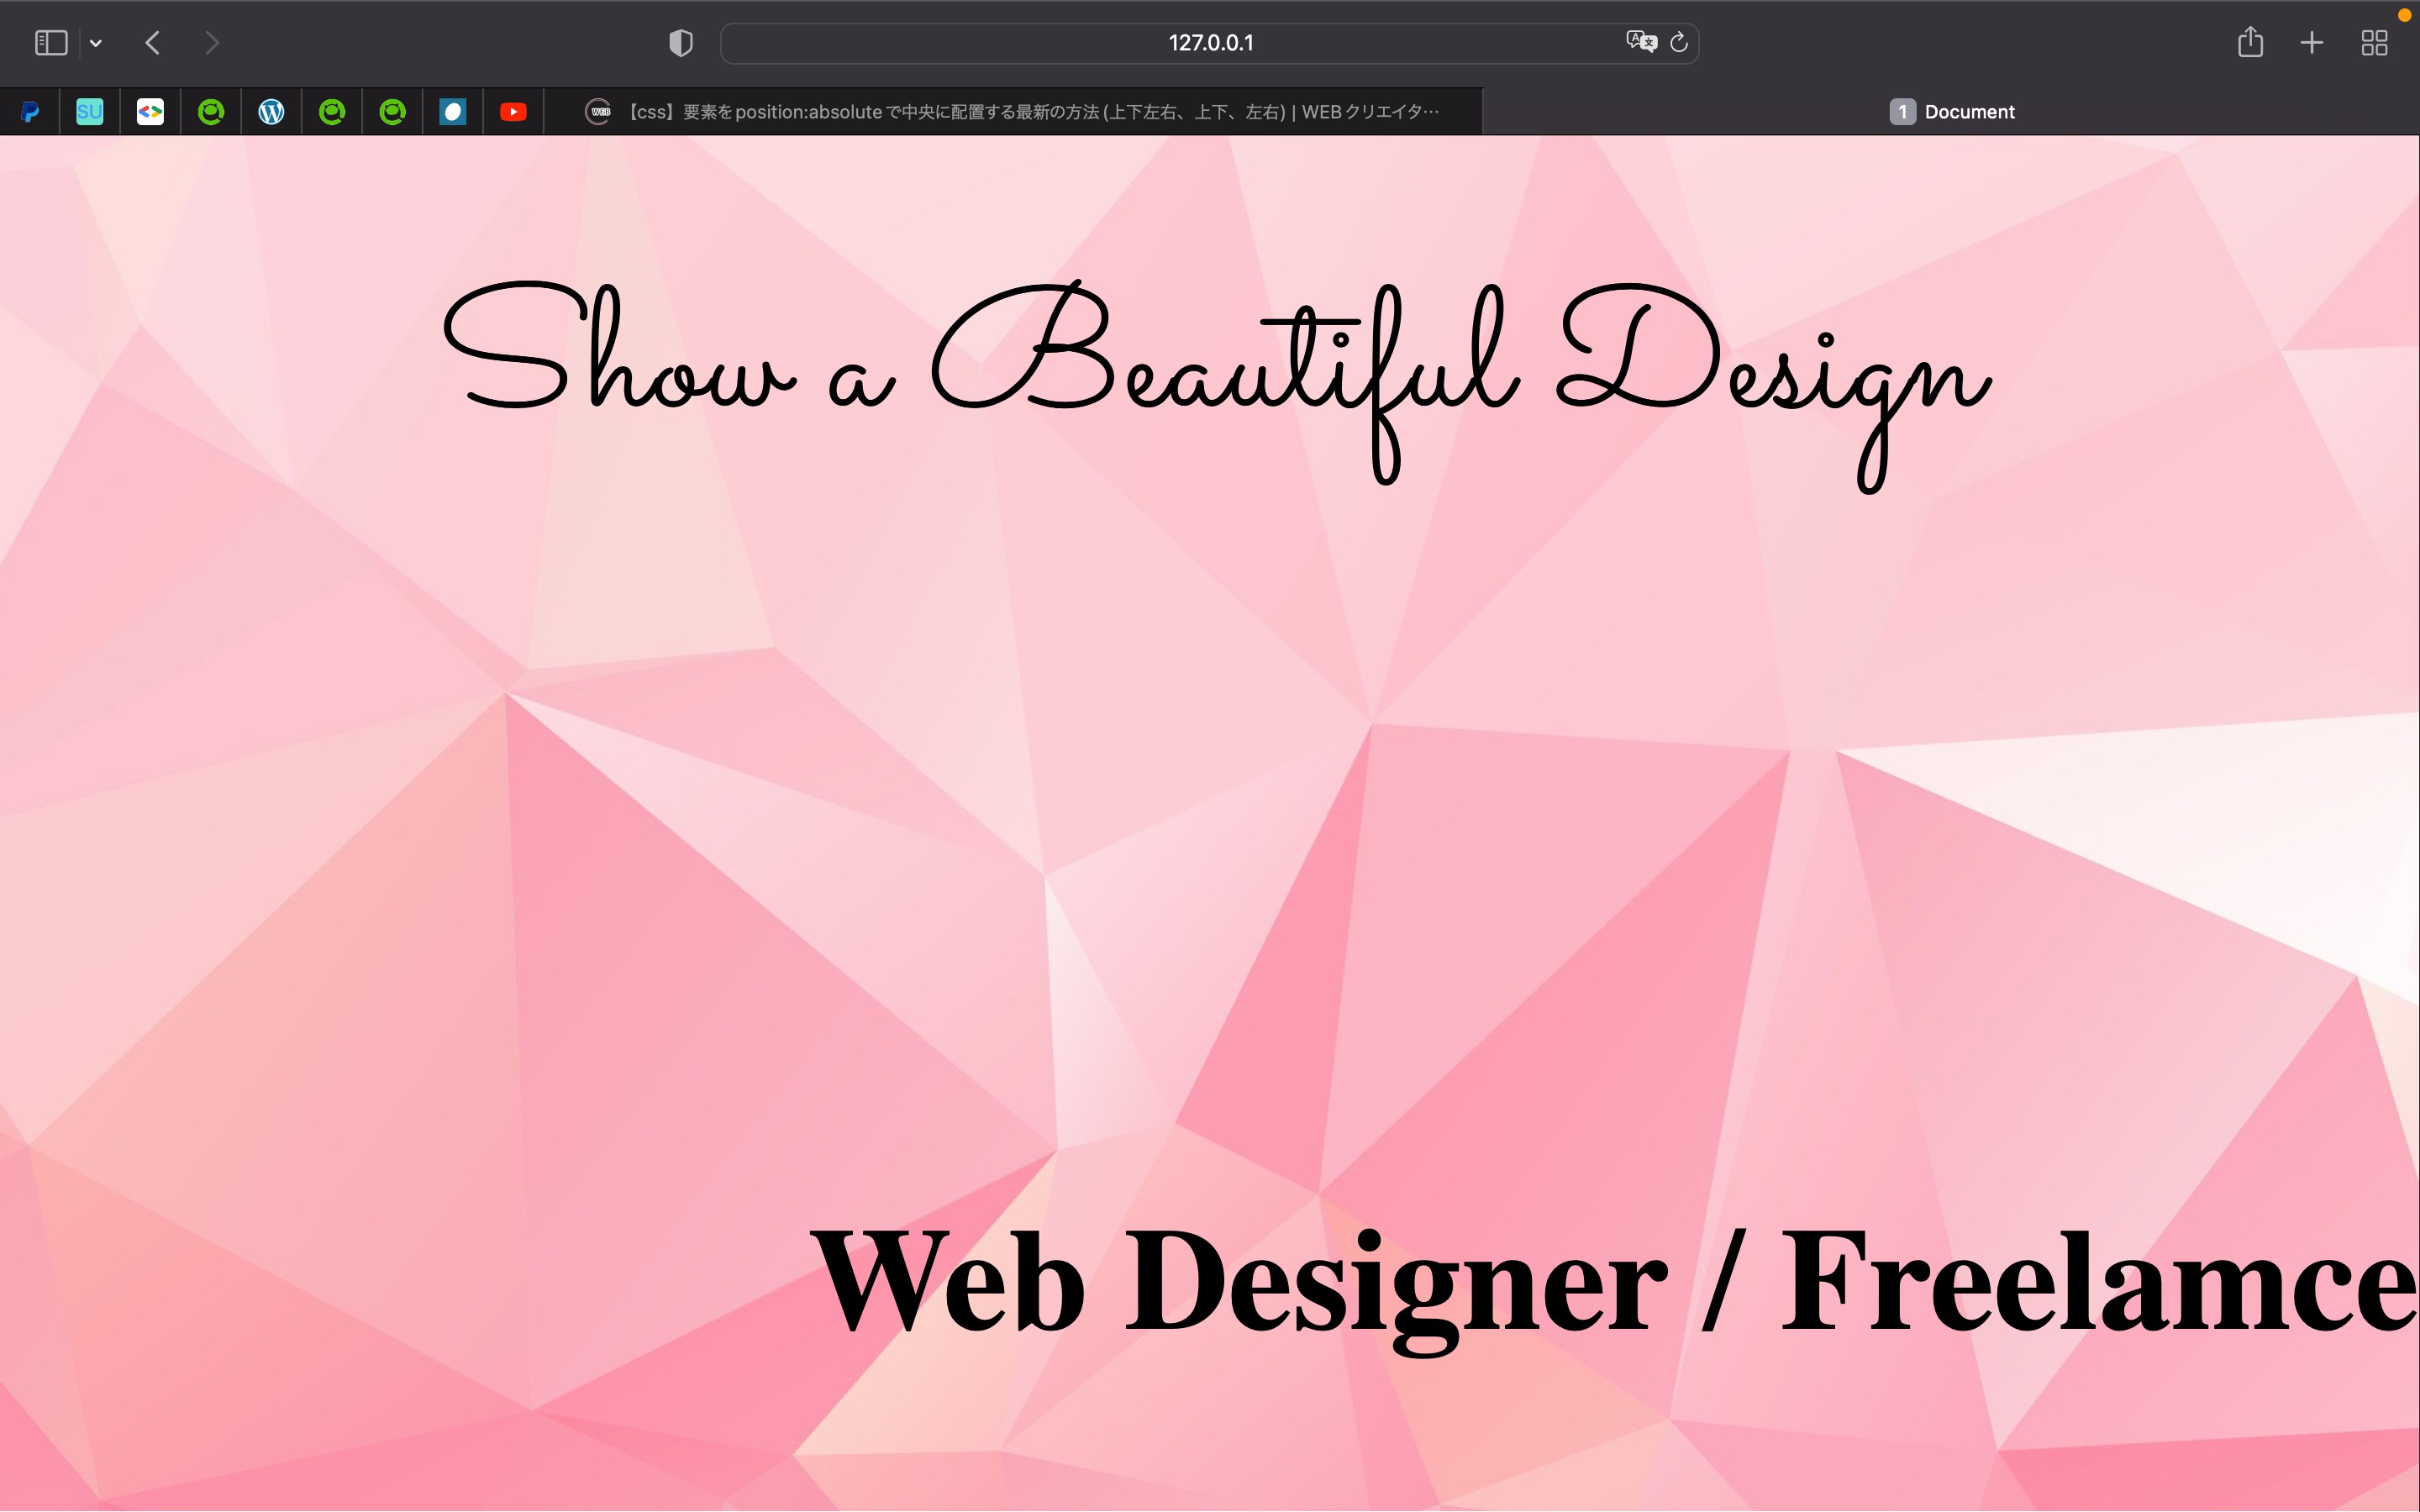 127.0.0.1
SU
WEB 【css】要素をposition:absoluteで中央に配置する最新の方法(上下左右、上下、左右) | WEBクリエイタ…
1 Document
Show a Beautiful Design
Web Designer / Freelamce